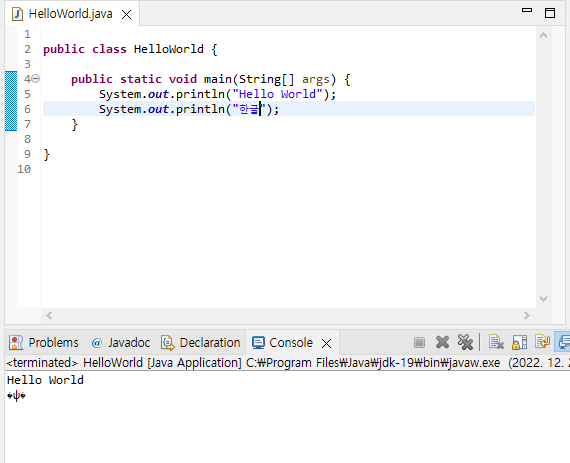 HelloWorld.java
1
2 public class HelloWorld {
3
4 public static void main(String[] args) {
5 System.out.println("Hello World");
6 System.out.println("한글");
7 }
8
9 }
10
Problems @ Javadoc Declaration Console
<terminated> HelloWorld [Java Application] C:₩Program Files₩Java₩jdk-19₩bin₩javaw.exe (2022. 12.
Hello World
�ѱ�